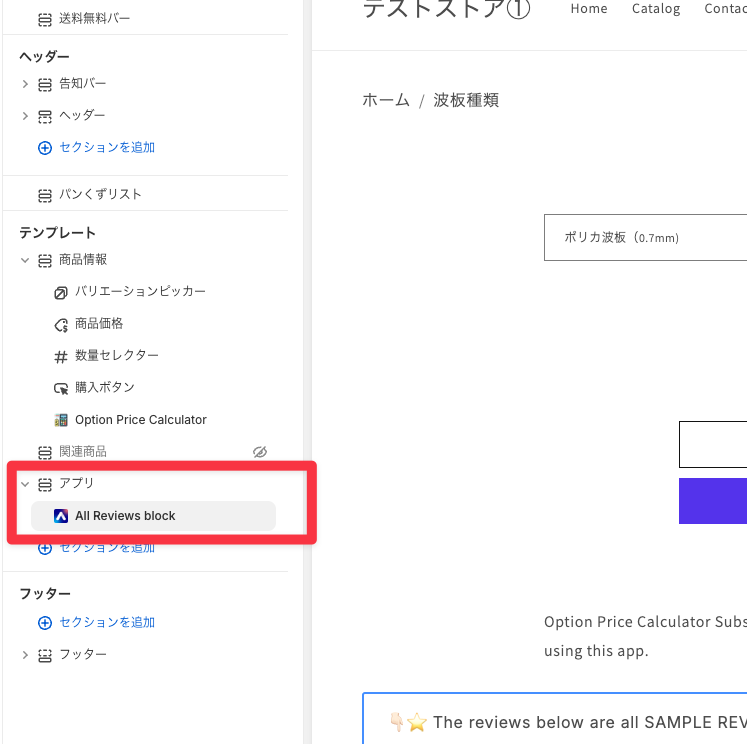 送料無料バー
ヘッダー
告知バー
ヘッダー
セクションを追加
パンくずリスト
テンプレート
商品情報
バリエーションピッカー
商品価格
数量セレクター
購入ボタン
Option Price Calculator
関連商品
アプリ
All Reviews block
セクションを追加
フッター
セクションを追加
フッター
テストストア①
Home Catalog Contac
ホーム / 波板種類
ポリカ波板（0.7mm)
Option Price Calculator Subs
using this app.
👇🏻⭐ The reviews below are all SAMPLE REV